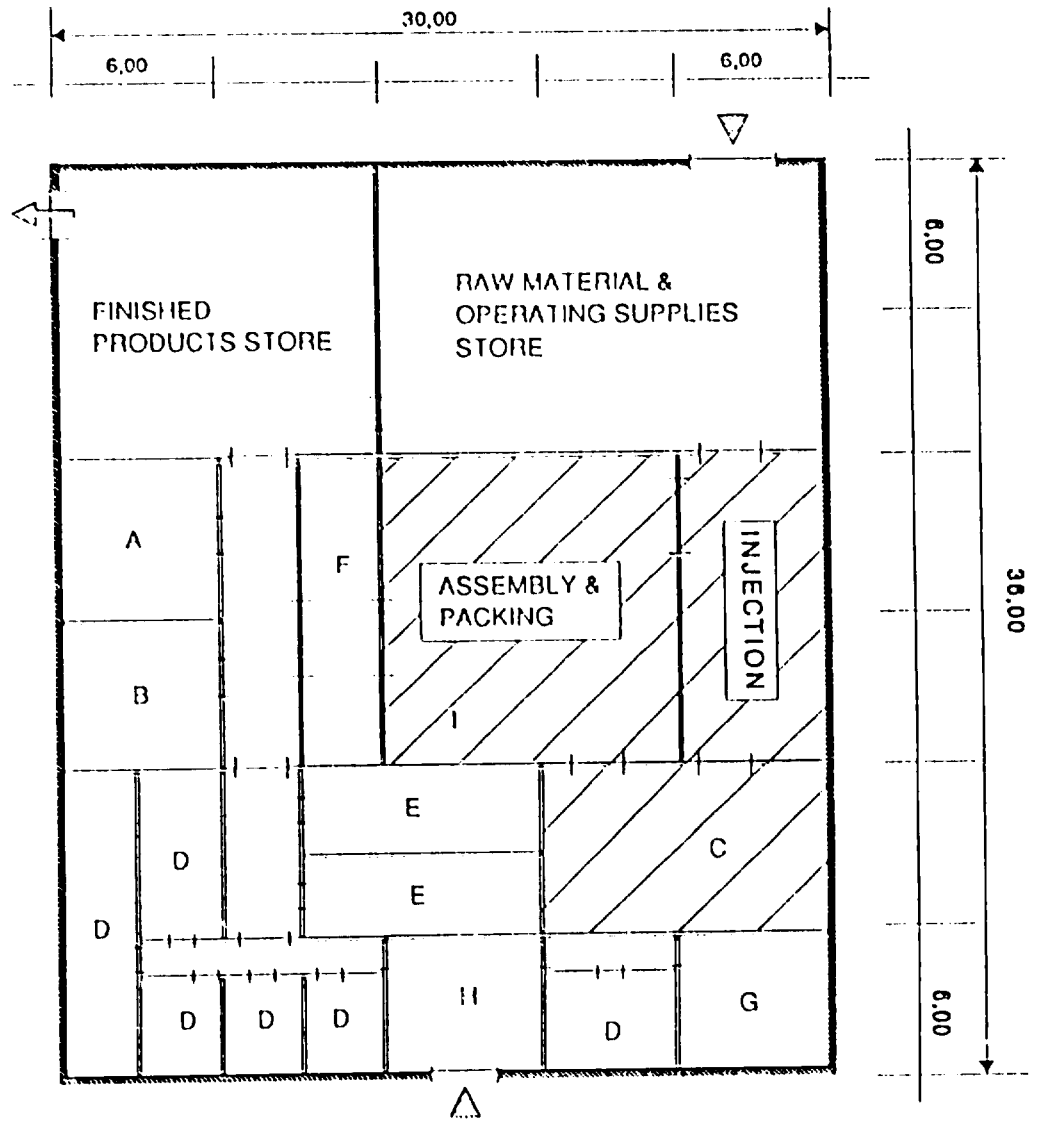 30,00
6,00
6,00
6,00
FINISHED
PRODUCTS STORE
RAW MATERIAL &
OPERATING SUPPLIES
STORE
A
F
ASSEMBLY &
PACKING
INJECTION
36,00
B
I
E
D
C
E
D
H
G
6,00
D
D
D
D